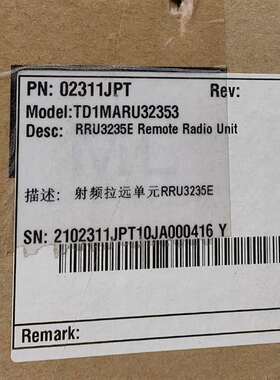 PN: 02311JPT Rev:
Model:TD1MARU32353
Desc: RRU3235E Remote Radio Unit
描述: 射频拉远单元RRU3235E
SN: 2102311JPT10JA000416 Y
Remark: